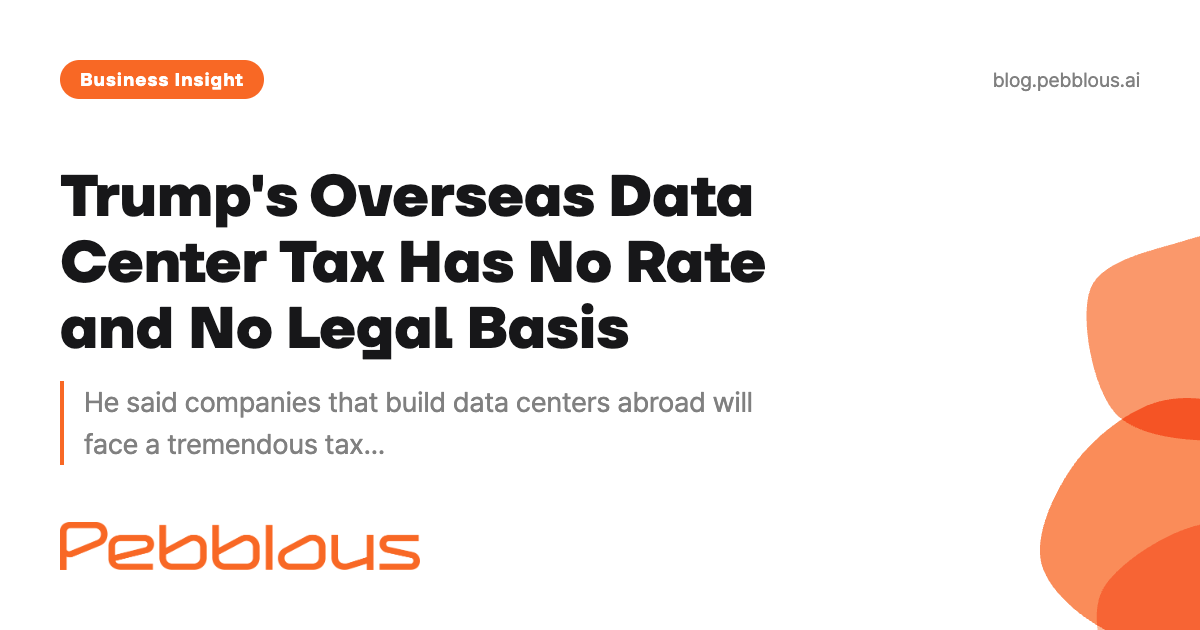 Business Insight
blog.pebblous.ai
Trump's Overseas Data
Center Tax Has No Rate
and No Legal Basis
He said companies that build data centers abroad will
face a tremendous tax...
Pebblous